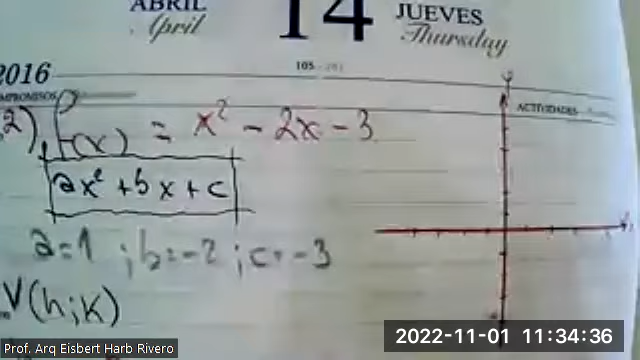 ABRIL
April
14
JUEVES
Thursday
2016
105
COMPROMISOS
ACTIVIDADES
2) f(x) = x² - 2x - 3
ax² + bx + c
a=1 ; b=-2 ; c=-3
V(h;k)
Prof. Arq Eisbert Harb Rivero
2022-11-01 11:34:36